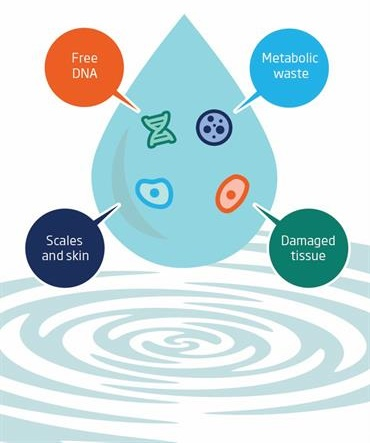 Free
DNA
Metabolic
waste
Scales
and skin
Damaged
tissue